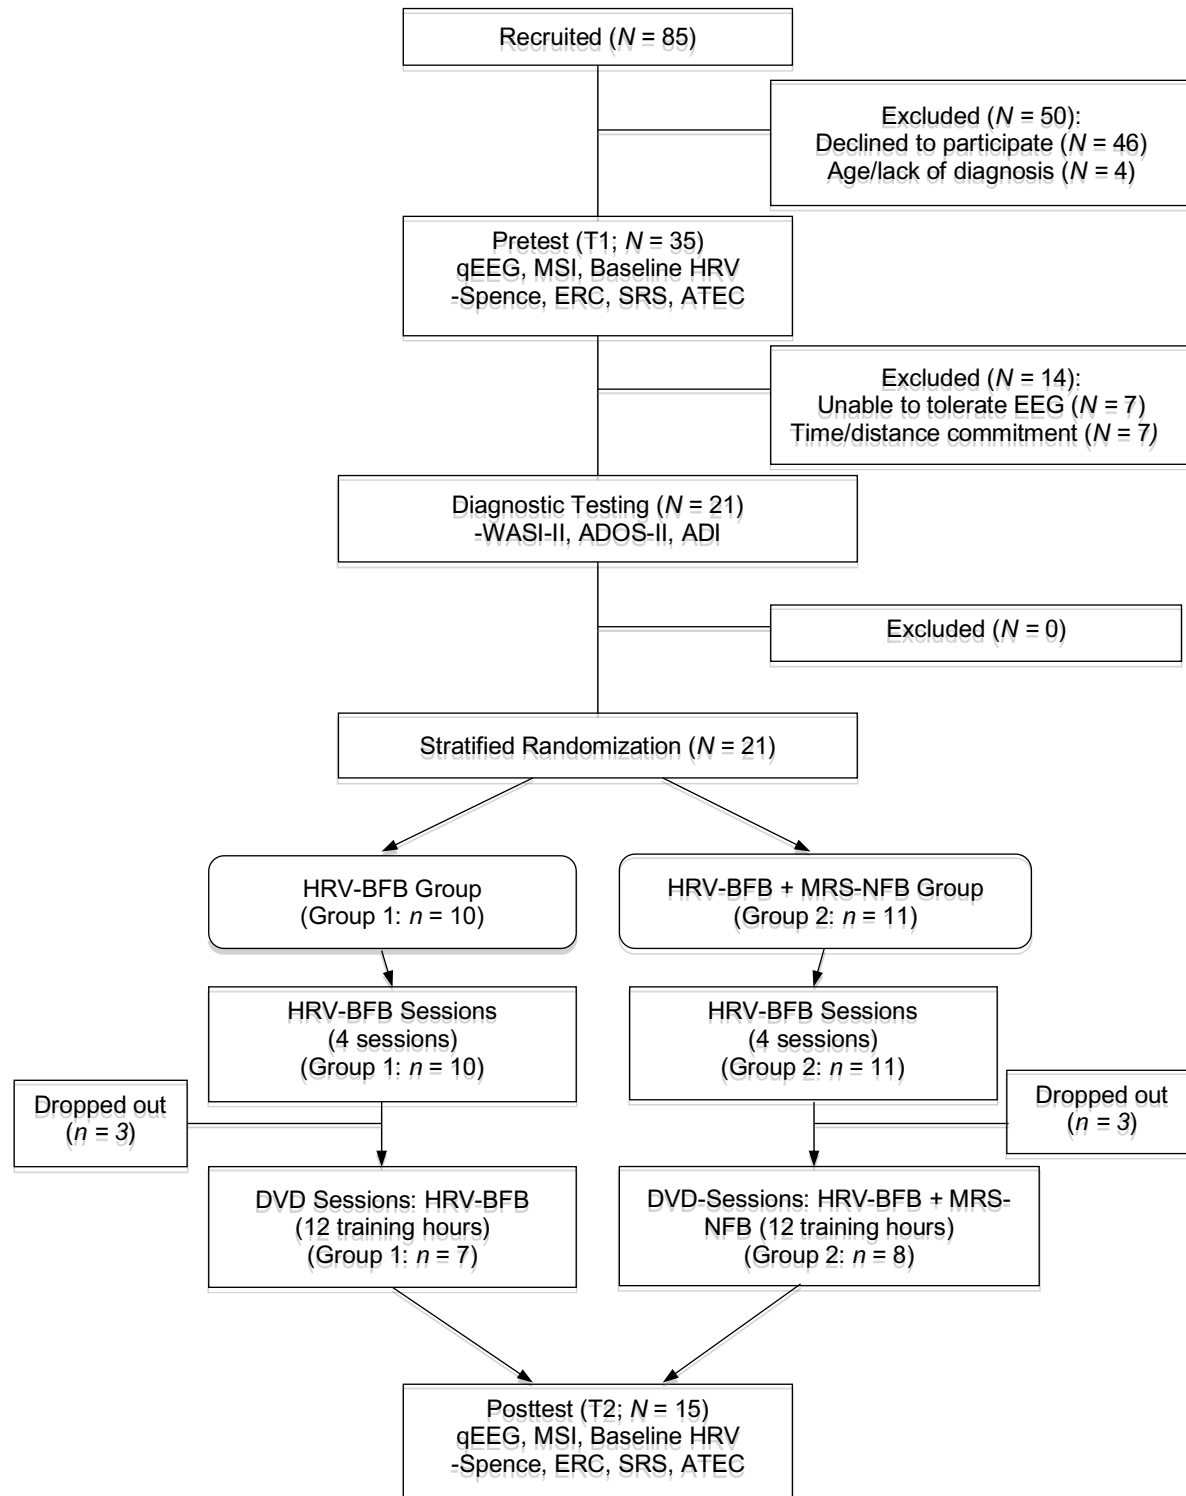 Recruited (N = 85)
Excluded (N = 50):
Declined to participate (N = 46)
Age/lack of diagnosis (N = 4)
Pretest (T1; N = 35)
qEEG, MSI, Baseline HRV
-Spence, ERC, SRS, ATEC
Excluded (N = 14):
Unable to tolerate EEG (N = 7)
Time/distance commitment (N = 7)
Diagnostic Testing (N = 21)
-WASI-II, ADOS-II, ADI
Excluded (N = 0)
Stratified Randomization (N = 21)
HRV-BFB Group
(Group 1: n = 10)
HRV-BFB + MRS-NFB Group
(Group 2: n = 11)
HRV-BFB Sessions
(4 sessions)
(Group 1: n = 10)
HRV-BFB Sessions
(4 sessions)
(Group 2: n = 11)
Dropped out
(n = 3)
Dropped out
(n = 3)
DVD Sessions: HRV-BFB
(12 training hours)
(Group 1: n = 7)
DVD-Sessions: HRV-BFB + MRS-
NFB (12 training hours)
(Group 2: n = 8)
Posttest (T2; N = 15)
qEEG, MSI, Baseline HRV
-Spence, ERC, SRS, ATEC